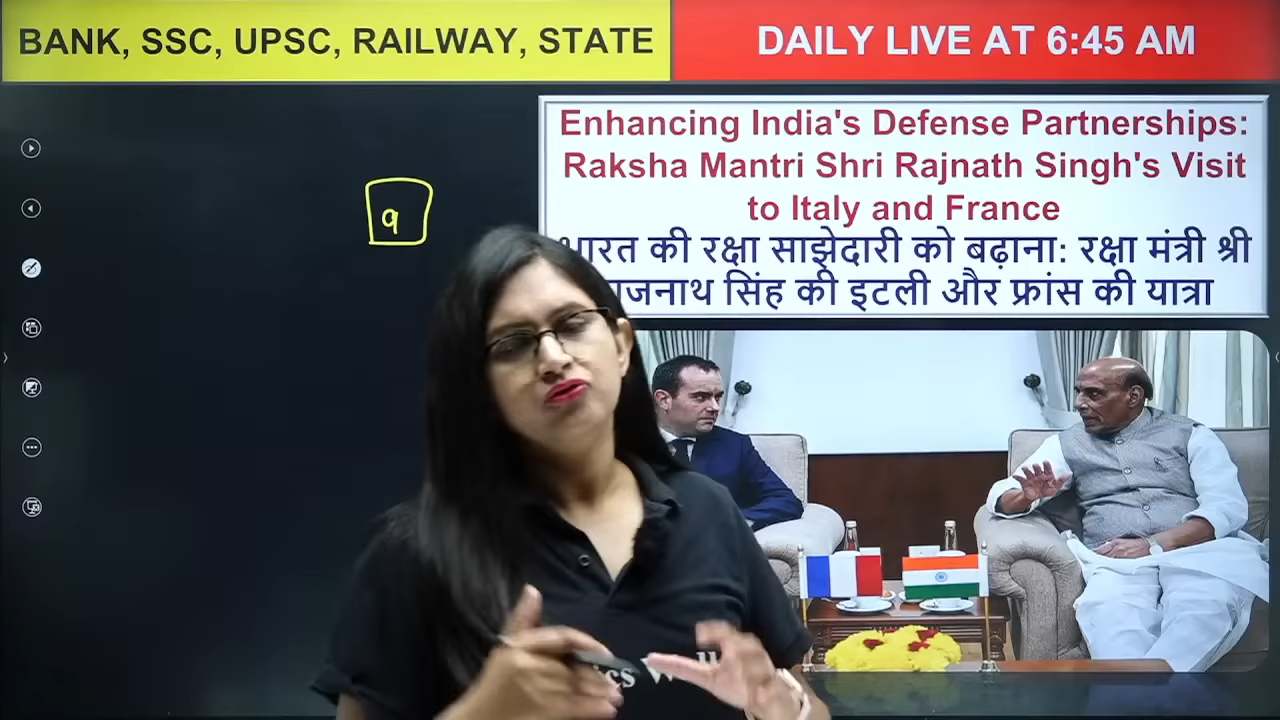 BANK, SSC, UPSC, RAILWAY, STATE
DAILY LIVE AT 6:45 AM
Enhancing India's Defense Partnerships:
Raksha Mantri Shri Rajnath Singh's Visit
to Italy and France
भारत की रक्षा साझेदारी को बढ़ाना: रक्षा मंत्री श्री
राजनाथ सिंह की इटली और फ्रांस की यात्रा
9